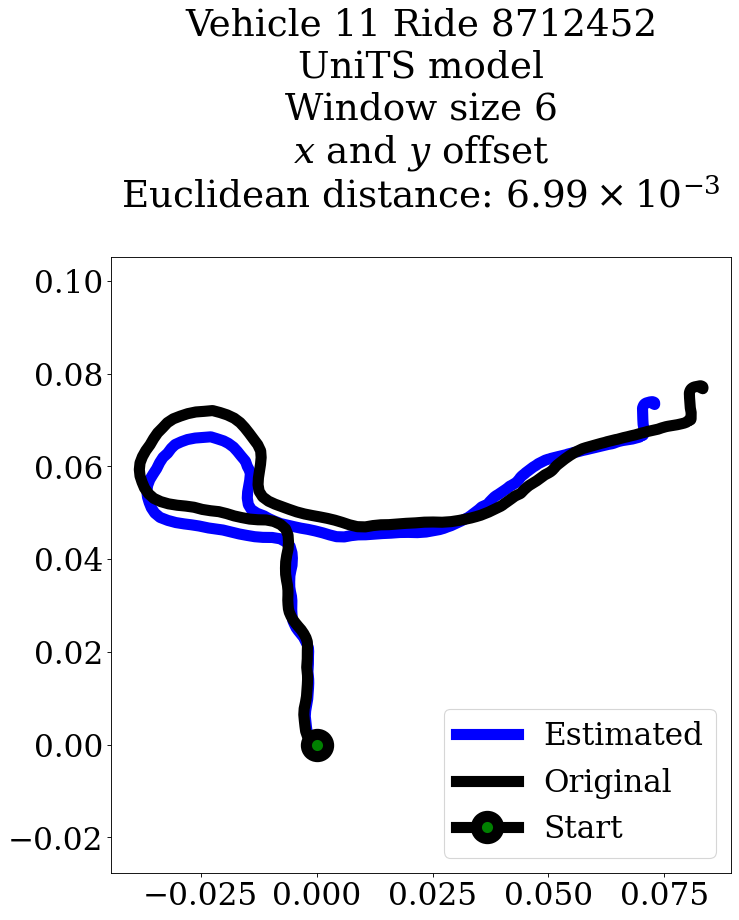 Vehicle 11 Ride 8712452
UniTS model
Window size 6
x and y offset
Euclidean distance: 6.99 × 10⁻³
0.10
0.08
0.06
0.04
0.02
0.00
−0.02
Estimated
Original
Start
−0.025 0.000 0.025 0.050 0.075